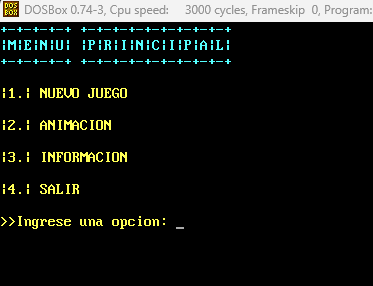 DOSBox 0.74-3, Cpu speed: 3000 cycles, Frameskip 0, Program:
+-+-+-+-+ +-+-+-+-+-+-+-+-+-+
|M|E|N|U| |P|R|I|N|C|I|P|A|L|
+-+-+-+-+ +-+-+-+-+-+-+-+-+-+
|1.| NUEVO JUEGO
|2.| ANIMACION
|3.| INFORMACION
|4.| SALIR
>>Ingrese una opcion: _